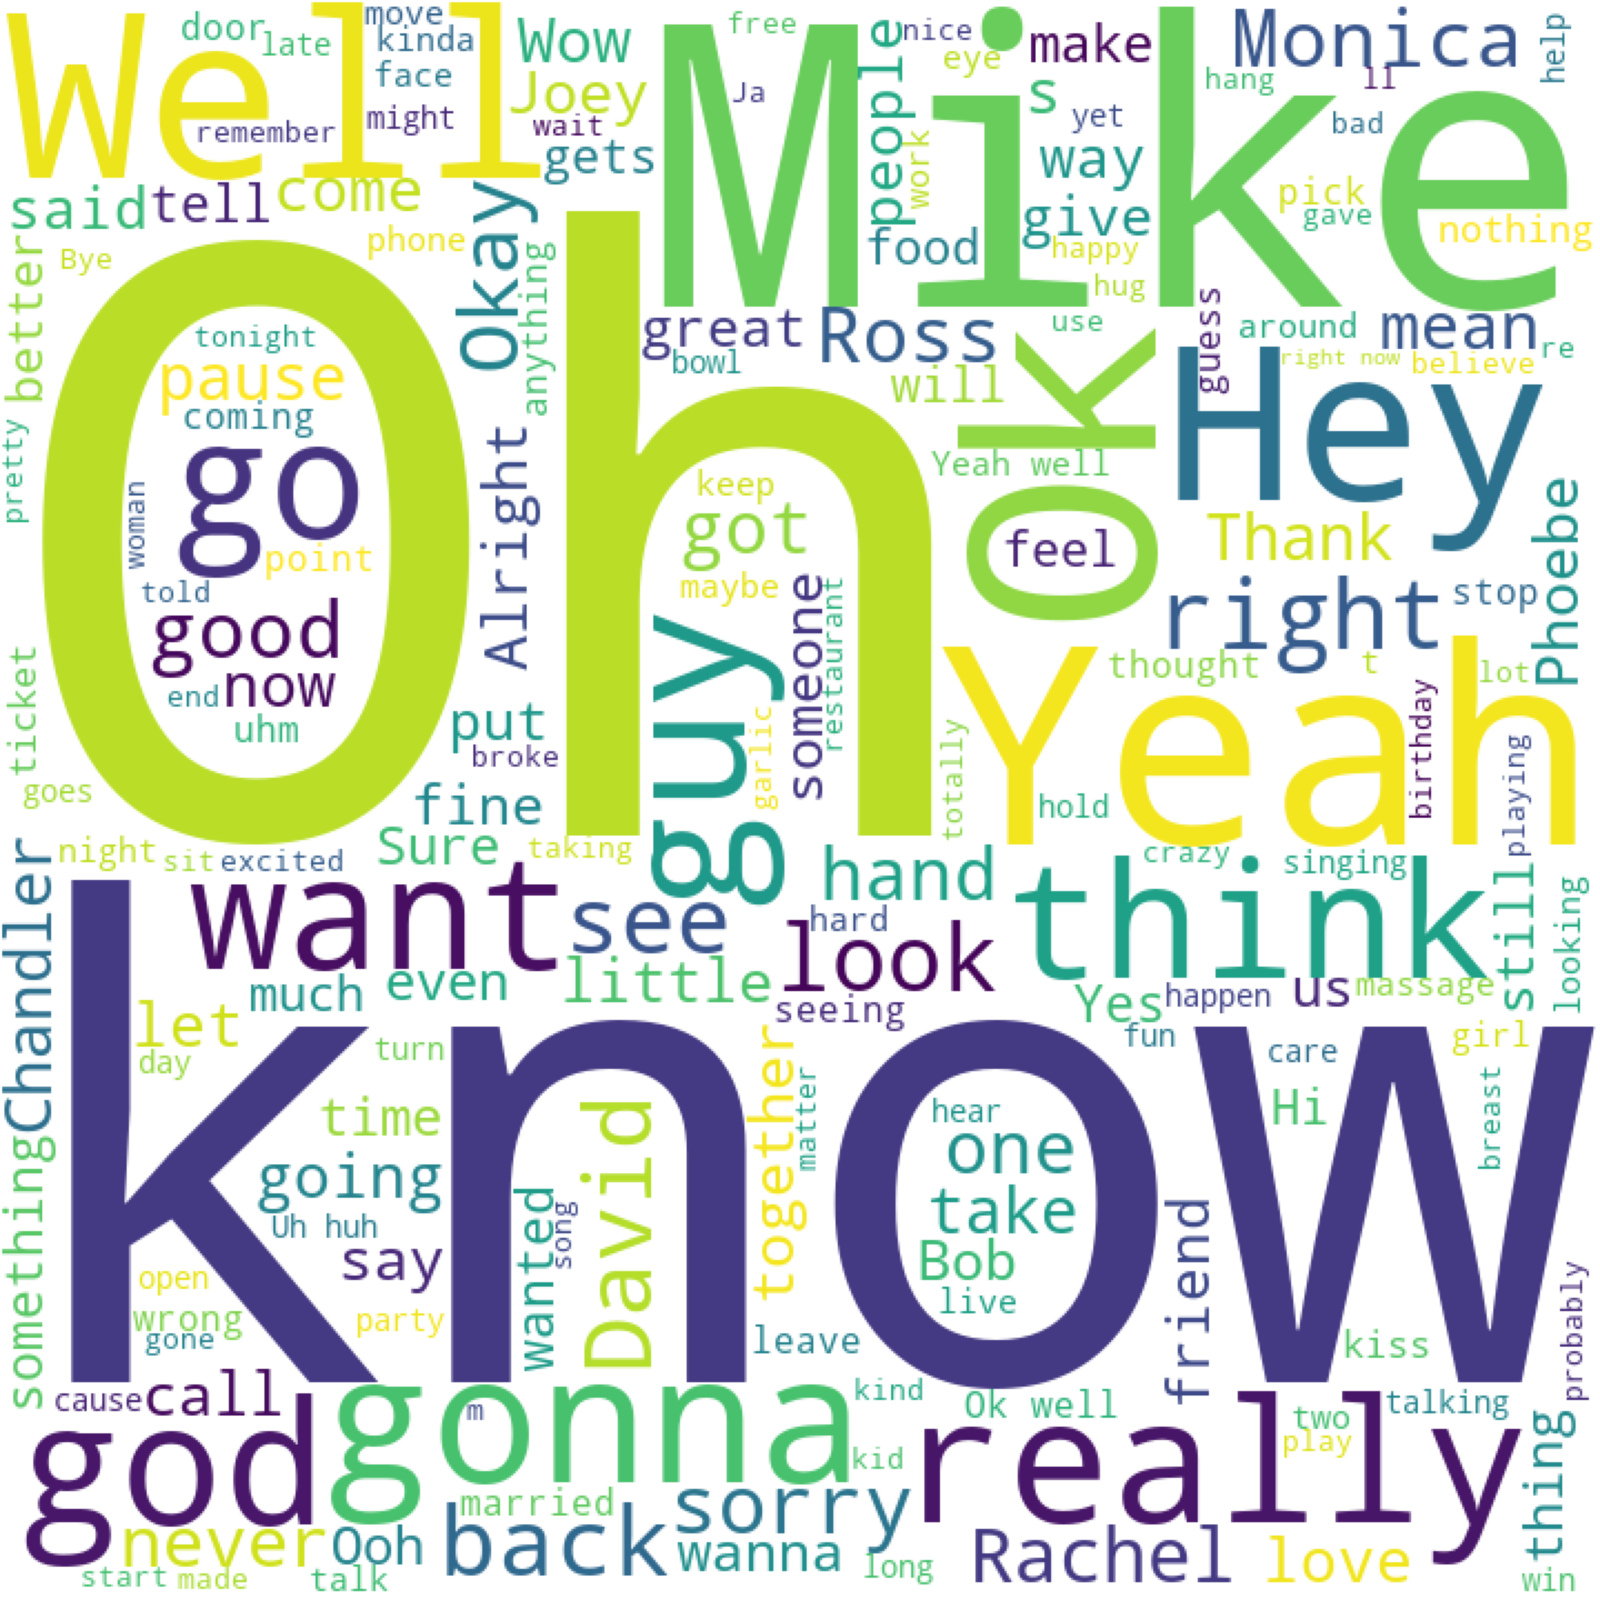 Well
door
late
move
kinda
face
might
remember
Wow
Joey
wait
gets
Mike
free
Ja
people
work
nice
eye
make
s
yet
way
give
food
happy
hug
use
Monica
help
ll
hang
bad
pick
gave
nothing
said
tell
come
Okay
phone
Bye
better
anything
Oh
tonight
pause
coming
go
woman
point
told
good
now
end
uhm
pretty
ticket
goes
Alright
put
broke
fine
great
bowl
Ross
will
ok
feel
Yeah well
guess
around
mean
re
right now
believe
Hey
keep
got
maybe
guy
someone
restaurant
garlic
totally
Thank
right
stop
Phoebe
thought
t
lot
Yeah
hold
birthday
playing
night
sit
excited
Sure
taking
Chandler
want
see
hand
hard
look
seeing
little
even
much
let
day
turn
crazy
singing
think
still
looking
Yes
happen
us
massage
fun
care
girl
know
time
going
Uh huh
say
open
wrong
gone
party
something
wanted
song
David
together
matter
leave
hear
one
take
Bob
live
Hi
breast
friend
kiss
probably
cause
call
god
gonna
m
kind
kid
Ok well
really
two
play
talking
thing
married
sorry
never
Ooh
back
wanna
long
Rachel
love
win
start
made
talk